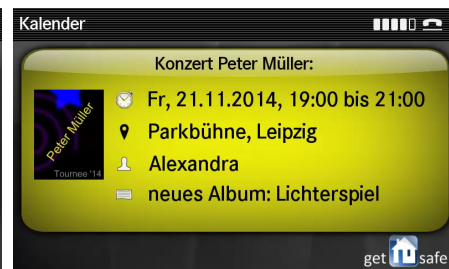 Kalender
Konzert Peter Müller:
Peter Müller
Tournee '14
Fr, 21.11.2014, 19:00 bis 21:00
Parkbühne, Leipzig
Alexandra
neues Album: Lichterspiel
get safe